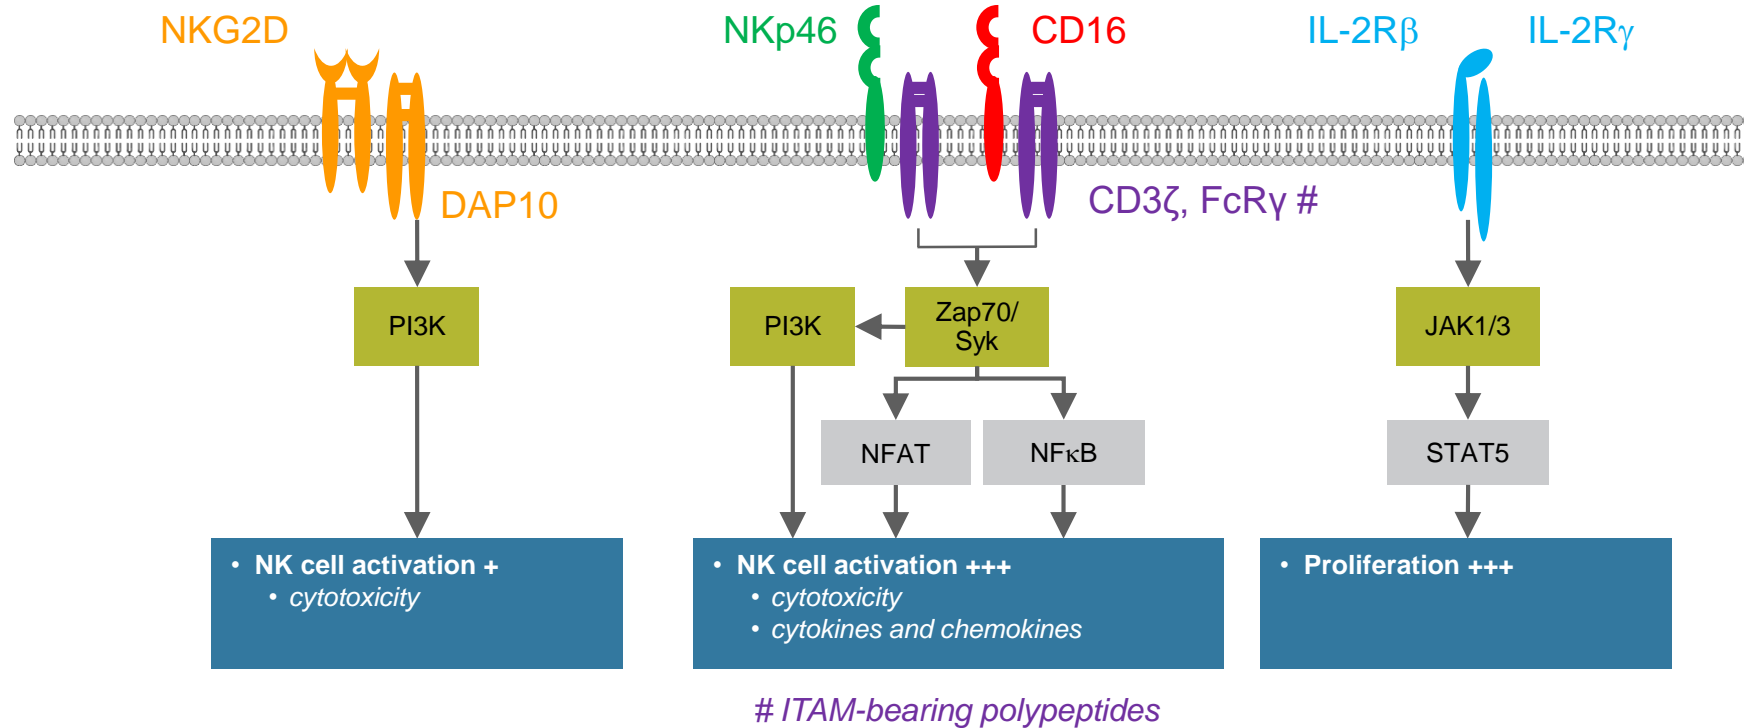 NKG2D
NKp46
CD16
IL-2Rβ
IL-2Rγ
DAP10
CD3ζ, FcRγ #
PI3K
PI3K
Zap70/
Syk
JAK1/3
NFAT
NFκB
STAT5
• NK cell activation +
• cytotoxicity
• NK cell activation +++
• cytotoxicity
• cytokines and chemokines
• Proliferation +++
# ITAM-bearing polypeptides